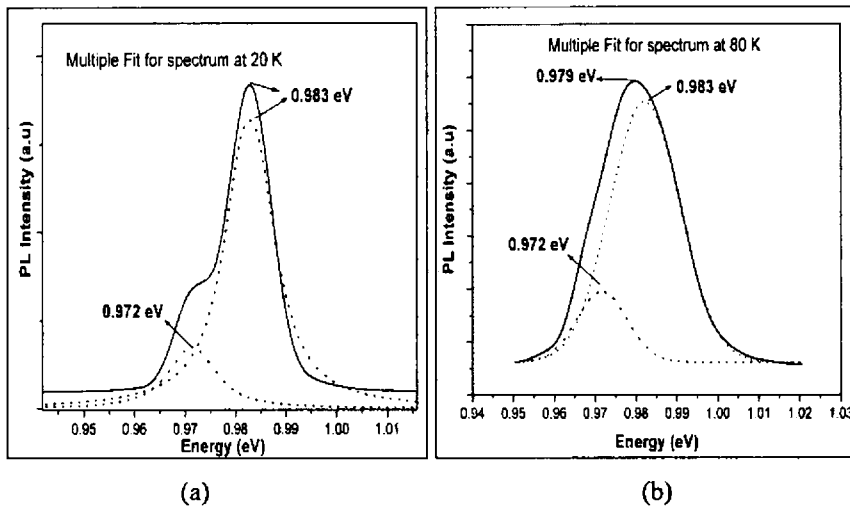 Multiple Fit for spectrum at 20 K
0.983 eV
0.972 eV
PL Intensity (a.u)
0.95 0.96 0.97 0.98 0.99 1.00 1.01
Energy (eV)
(a)
Multiple Fit for spectrum at 80 K
0.979 eV
0.983 eV
0.972 eV
PL Intensity (a.u)
0.94 0.95 0.96 0.97 0.98 0.99 1.00 1.01 1.02 1.03
Energy (eV)
(b)